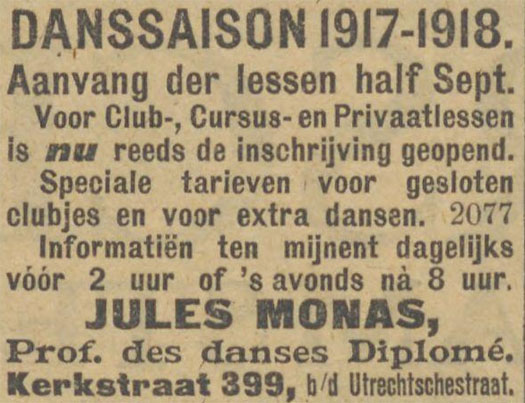 DANSSAISON 1917-1918.
Aanvang der lessen half Sept.
Voor Club-, Cursus- en Privaatlessen
is nu reeds de inschrijving geopend.
Speciale tarieven voor gesloten
clubjes en voor extra dansen. 2077
Informatiën ten mijnent dagelijks
vóór 2 uur of 's avonds nà 8 uur.
JULES MONAS,
Prof. des danses Diplomé.
Kerkstraat 399, b/d Utrechtschestraat.